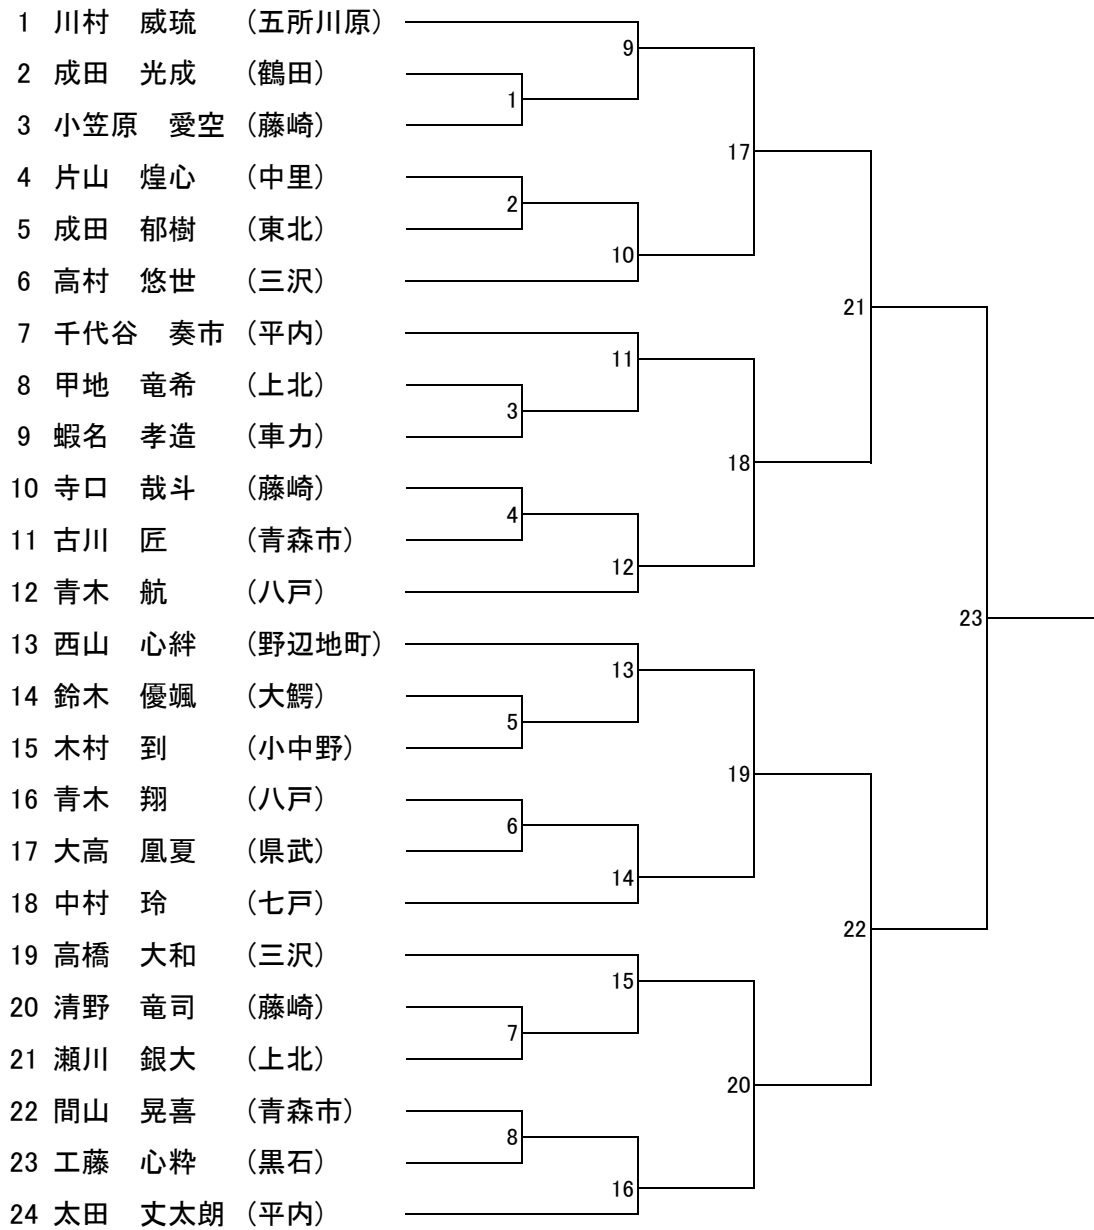 1 川村 威琉 (五所川原)
9
2 成田 光成 (鶴田)
1
3 小笠原 愛空 (藤崎)
17
4 片山 煌心 (中里)
2
5 成田 郁樹 (東北)
10
6 高村 悠世 (三沢)
21
7 千代谷 奏市 (平内)
11
8 甲地 竜希 (上北)
3
9 蝦名 孝造 (車力)
18
10 寺口 哉斗 (藤崎)
4
11 古川 匠 (青森市)
12
12 青木 航 (八戸)
23
13 西山 心絆 (野辺地町)
13
14 鈴木 優颯 (大鰐)
5
15 木村 到 (小中野)
19
16 青木 翔 (八戸)
6
17 大高 凰夏 (県武)
14
18 中村 玲 (七戸)
22
19 高橋 大和 (三沢)
15
20 清野 竜司 (藤崎)
7
21 瀬川 銀大 (上北)
20
22 間山 晃喜 (青森市)
8
23 工藤 心粋 (黒石)
16
24 太田 丈太朗 (平内)